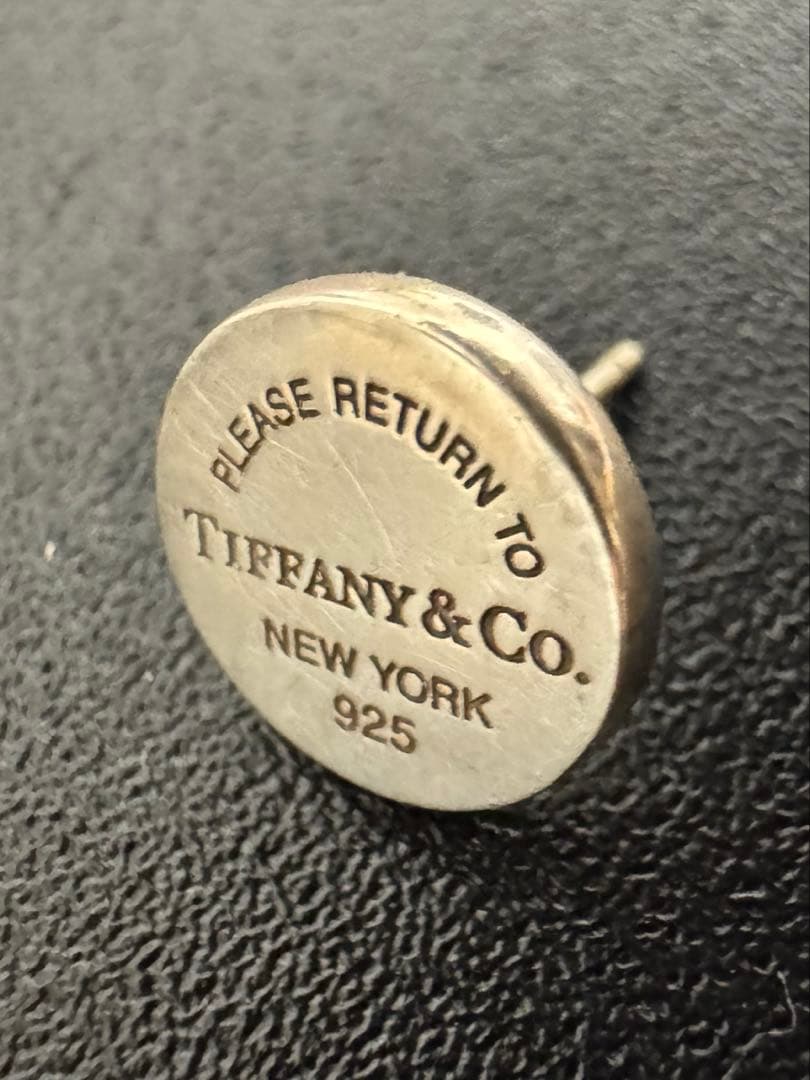 PLEASE RETURN TO
TIFFANY & CO.
NEW YORK
925